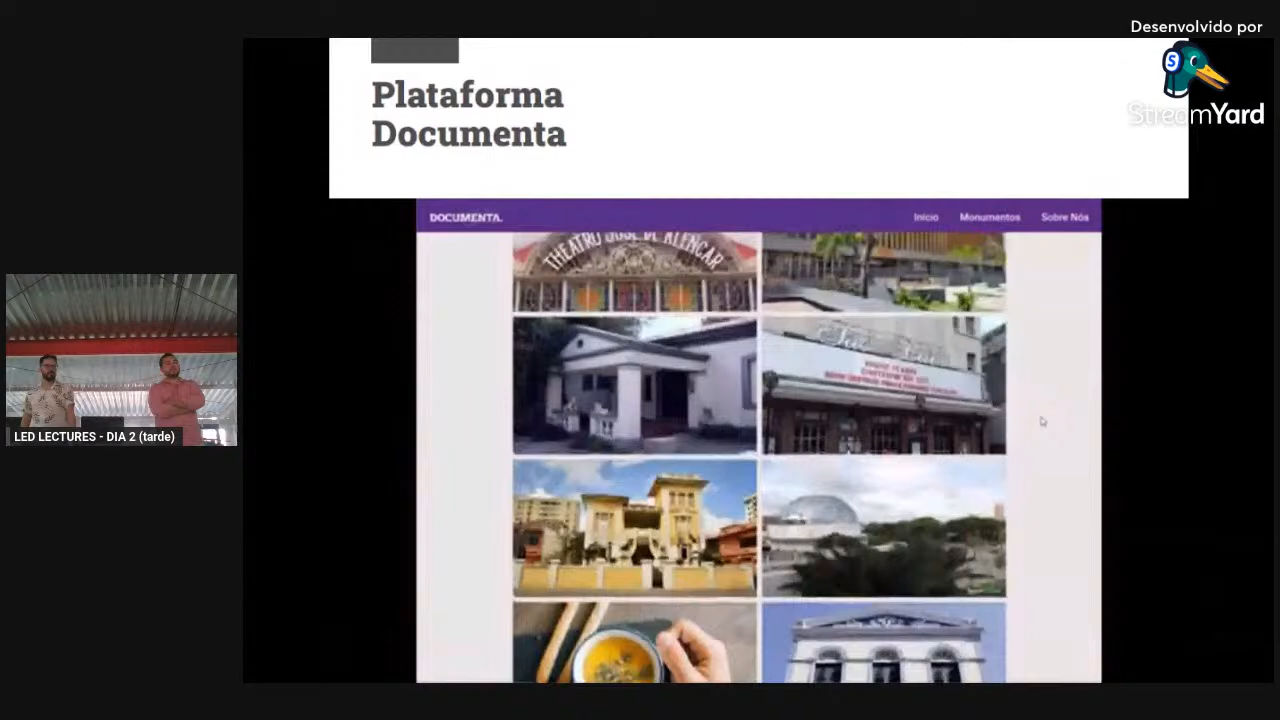 Desenvolvido por
StreamYard
Plataforma
Documenta
DOCUMENTA.
Início
Monumentos
Sobre Nós
THEATRO JOSÉ DE ALENCAR
LED LECTURES - DIA 2 (tarde)